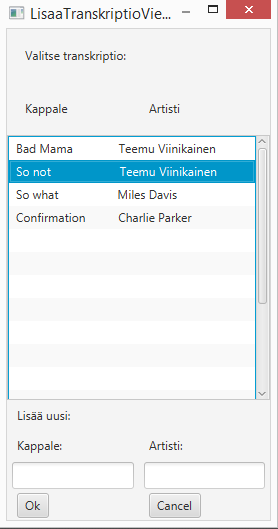 LisaaTranskriptioVie...
Valitse transkriptio:
Kappale Artisti
Bad Mama Teemu Viinikainen
So not Teemu Viinikainen
So what Miles Davis
Confirmation Charlie Parker
Lisää uusi:
Kappale: Artisti:
Ok Cancel